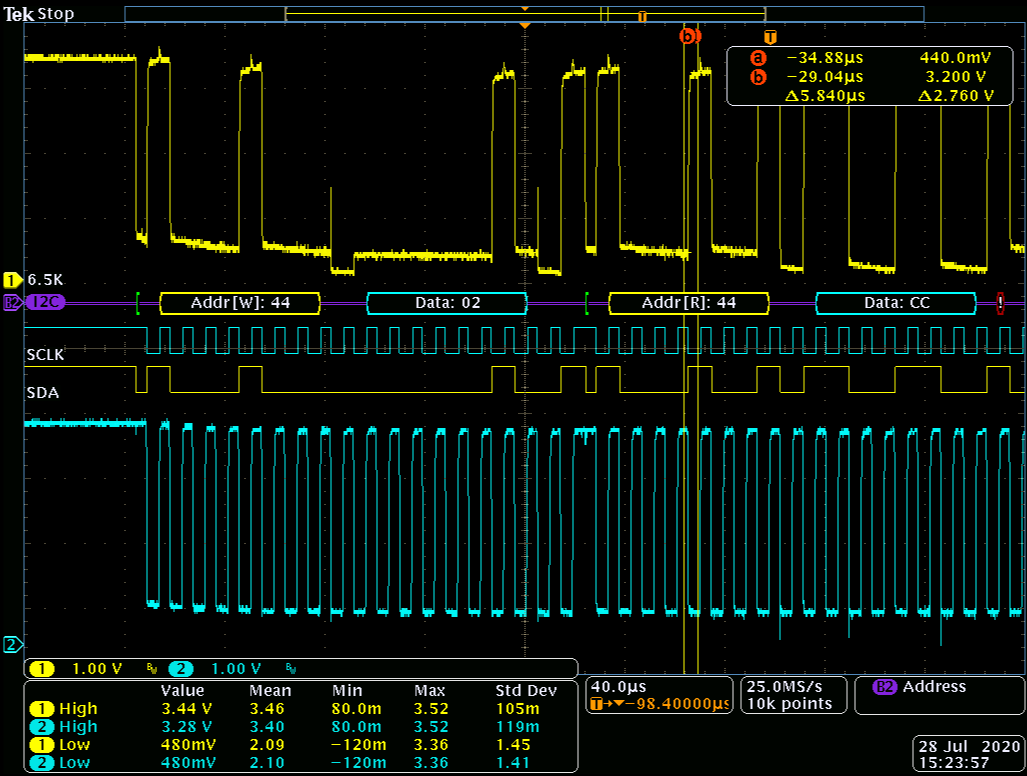 Tek Stop
T
b
T
a −34.88µs 440.0mV
b −29.04µs 3.200 V
Δ5.840µs Δ2.760 V
1 6.5K
B2 I2C Addr[W]: 44 Data: 02 Addr[R]: 44 Data: CC !
SCLK
SDA
2
1 1.00 V BW 2 1.00 V BW
Value Mean Min Max Std Dev
1 High 3.44 V 3.46 80.0m 3.52 105m
2 High 3.28 V 3.40 80.0m 3.52 119m
1 Low 480mV 2.09 −120m 3.36 1.45
2 Low 480mV 2.10 −120m 3.36 1.41
40.0µs
T→▼−98.40000µs
25.0MS/s
10k points
B2 Address
28 Jul 2020
15:23:57